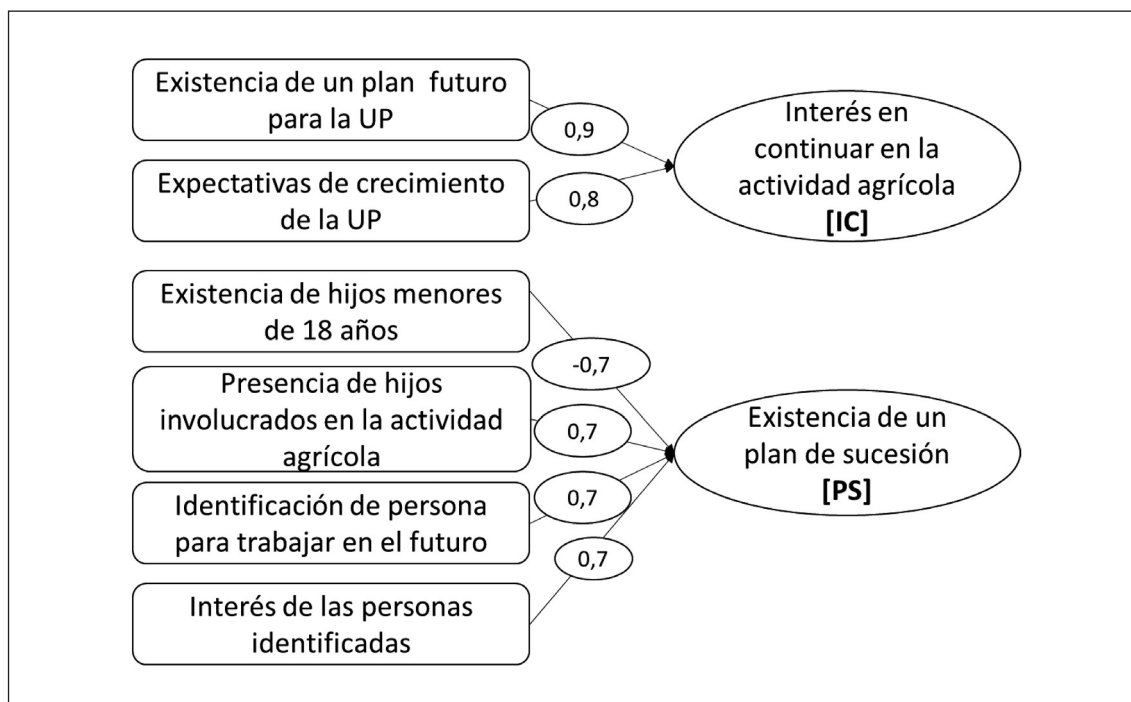 Existencia de un plan futuro
para la UP
0,9
Expectativas de crecimiento
de la UP
0,8
Interés en
continuar en la
actividad agrícola
[IC]
Existencia de hijos menores
de 18 años
-0,7
Presencia de hijos
involucrados en la actividad
agrícola
0,7
Identificación de persona
para trabajar en el futuro
0,7
Interés de las personas
identificadas
0,7
Existencia de un
plan de sucesión
[PS]